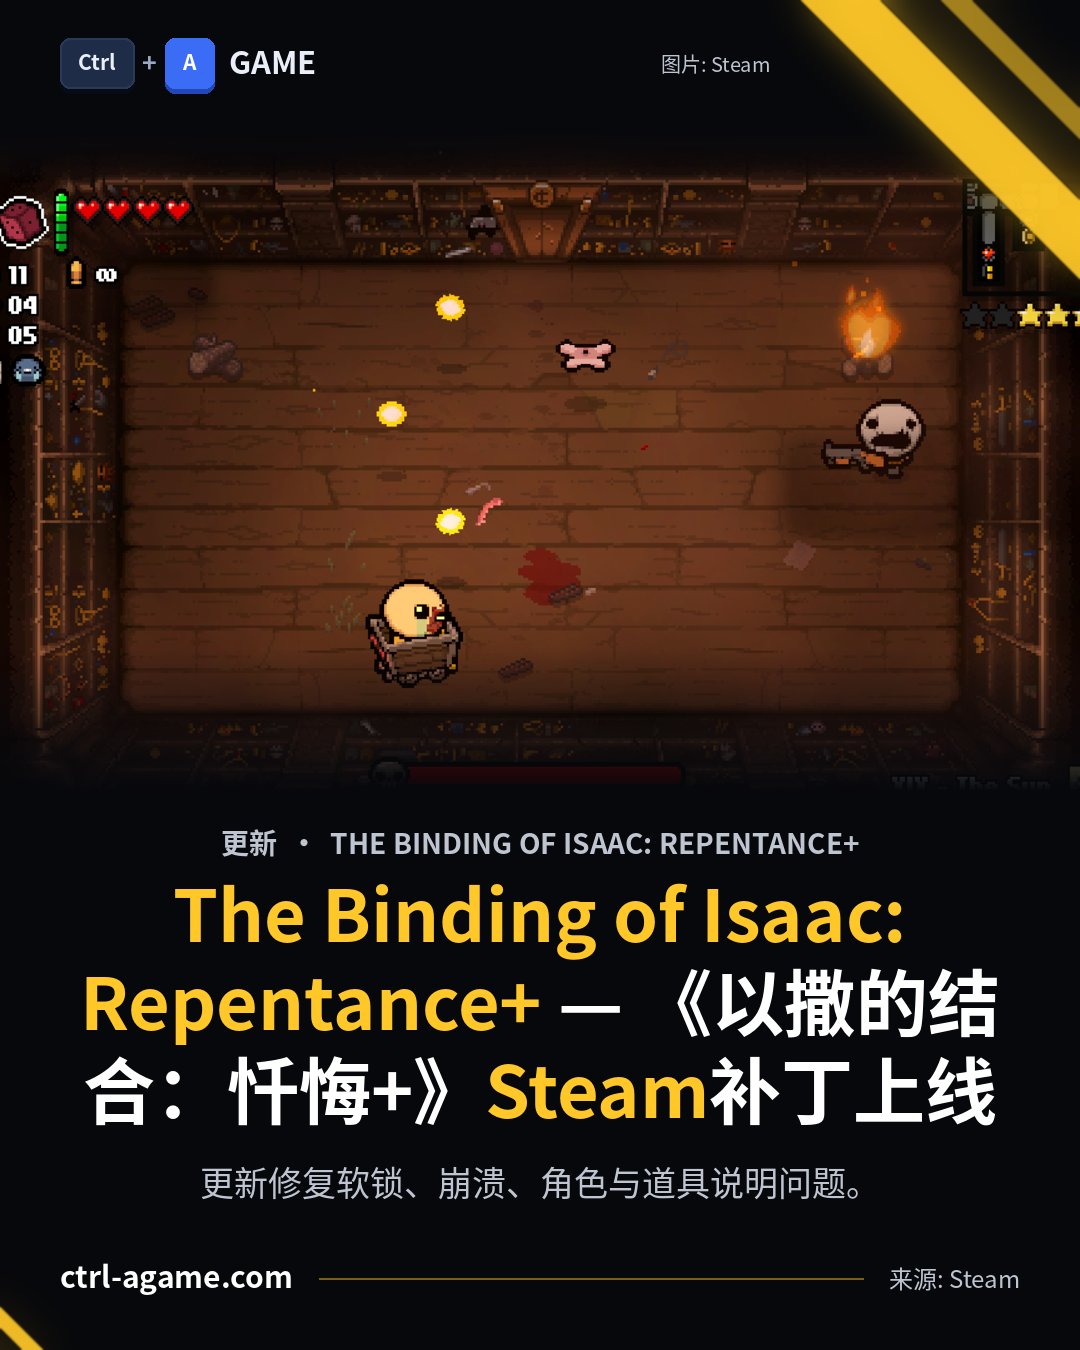 Ctrl + A GAME
图片: Steam
11
04
05
∞
XIX - The Sun
更新 • THE BINDING OF ISAAC: REPENTANCE+
The Binding of Isaac:
Repentance+ — 《以撒的结
合：忏悔+》Steam补丁上线
更新修复软锁、崩溃、角色与道具说明问题。
ctrl-agame.com
来源: Steam